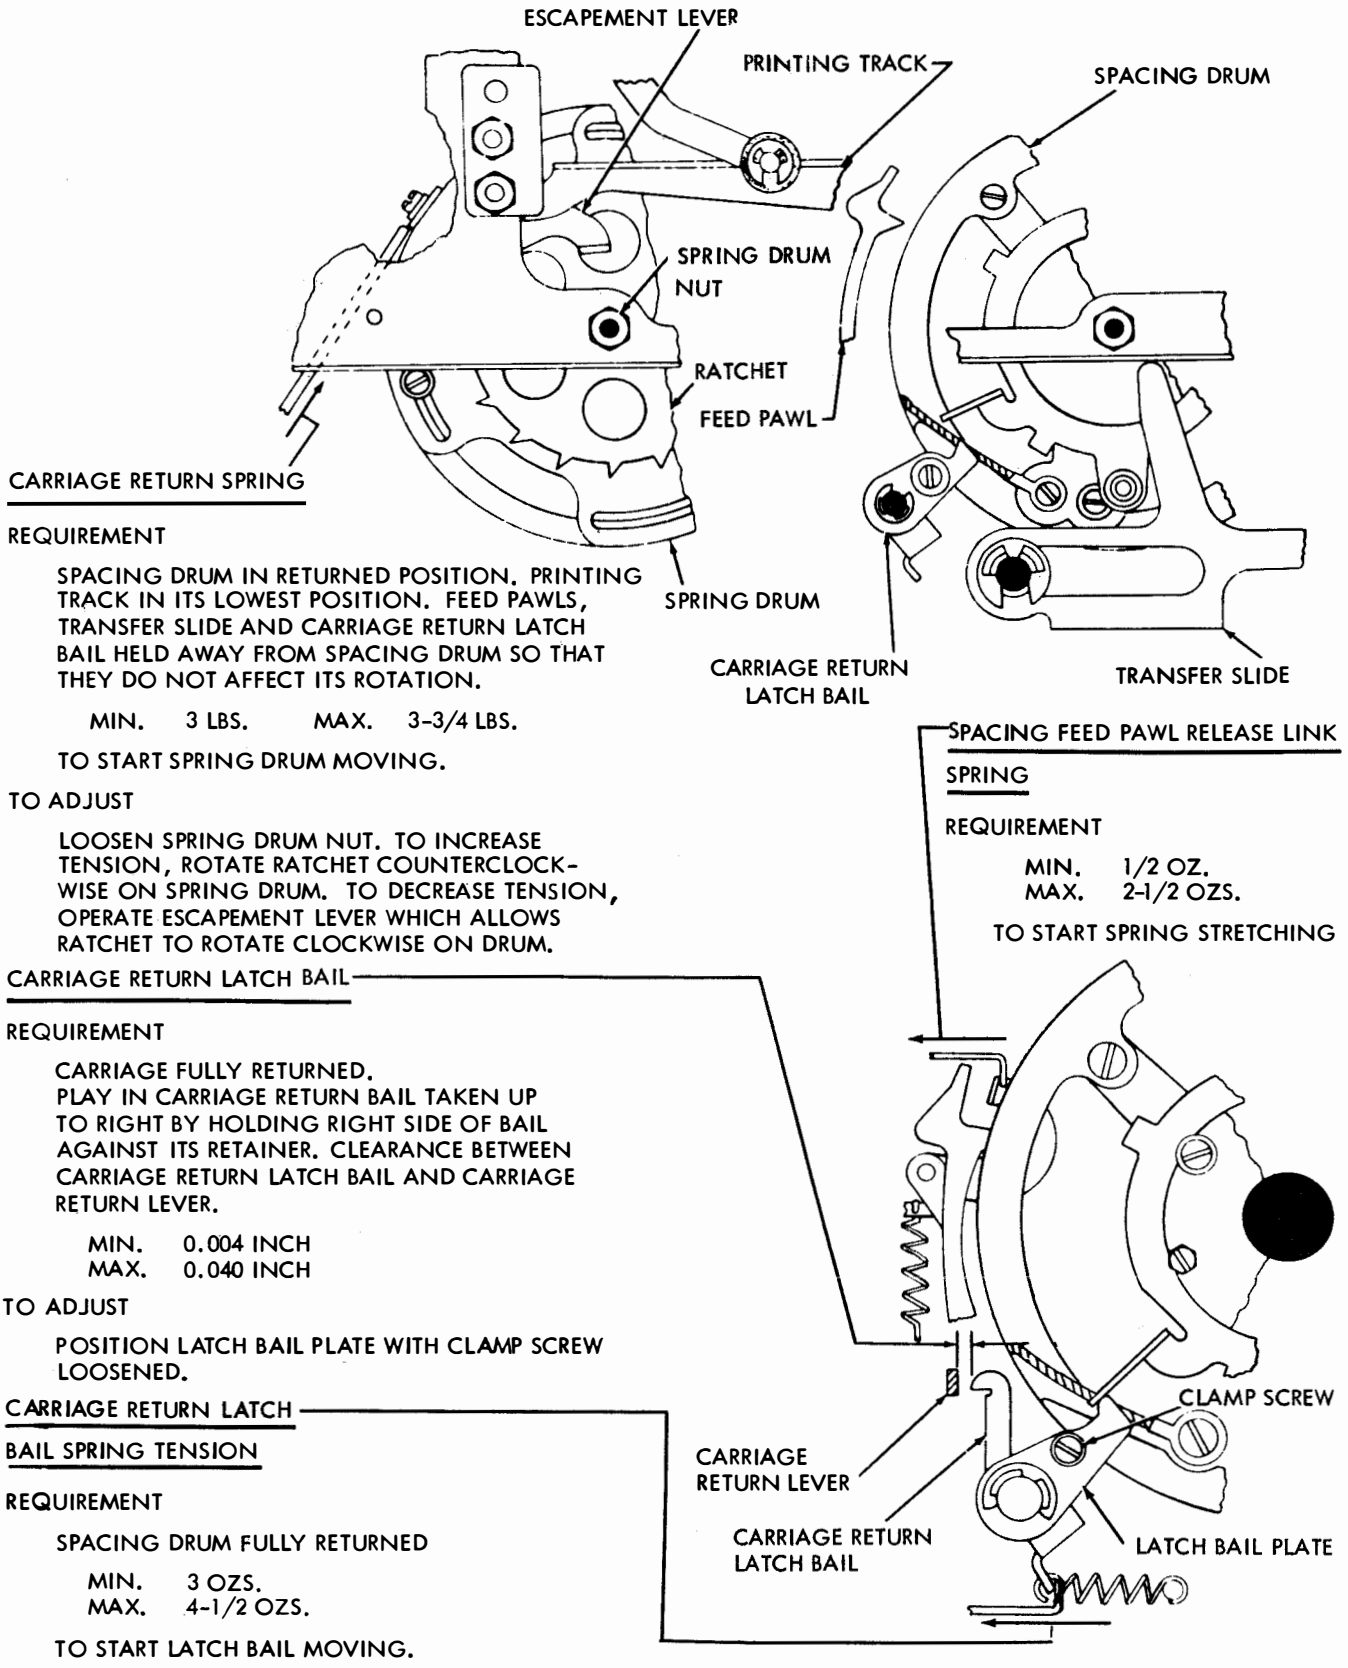 ESCAPEMENT LEVER
PRINTING TRACK
SPACING DRUM
SPRING DRUM
NUT
RATCHET
FEED PAWL
SPRING DRUM
CARRIAGE RETURN
LATCH BAIL
TRANSFER SLIDE
CARRIAGE RETURN SPRING
REQUIREMENT
SPACING DRUM IN RETURNED POSITION. PRINTING
TRACK IN ITS LOWEST POSITION. FEED PAWLS,
TRANSFER SLIDE AND CARRIAGE RETURN LATCH
BAIL HELD AWAY FROM SPACING DRUM SO THAT
THEY DO NOT AFFECT ITS ROTATION.
MIN. 3 LBS. MAX. 3-3/4 LBS.
TO START SPRING DRUM MOVING.
TO ADJUST
LOOSEN SPRING DRUM NUT. TO INCREASE
TENSION, ROTATE RATCHET COUNTERCLOCK-
WISE ON SPRING DRUM. TO DECREASE TENSION,
OPERATE ESCAPEMENT LEVER WHICH ALLOWS
RATCHET TO ROTATE CLOCKWISE ON DRUM.
SPACING FEED PAWL RELEASE LINK
SPRING
REQUIREMENT
MIN. 1/2 OZ.
MAX. 2-1/2 OZS.
TO START SPRING STRETCHING
CARRIAGE RETURN LATCH BAIL
REQUIREMENT
CARRIAGE FULLY RETURNED.
PLAY IN CARRIAGE RETURN BAIL TAKEN UP
TO RIGHT BY HOLDING RIGHT SIDE OF BAIL
AGAINST ITS RETAINER. CLEARANCE BETWEEN
CARRIAGE RETURN LATCH BAIL AND CARRIAGE
RETURN LEVER.
MIN. 0.004 INCH
MAX. 0.040 INCH
TO ADJUST
POSITION LATCH BAIL PLATE WITH CLAMP SCREW
LOOSENED.
CARRIAGE RETURN LATCH
BAIL SPRING TENSION
REQUIREMENT
SPACING DRUM FULLY RETURNED
MIN. 3 OZS.
MAX. 4-1/2 OZS.
TO START LATCH BAIL MOVING.
CLAMP SCREW
CARRIAGE
RETURN LEVER
CARRIAGE RETURN
LATCH BAIL
LATCH BAIL PLATE